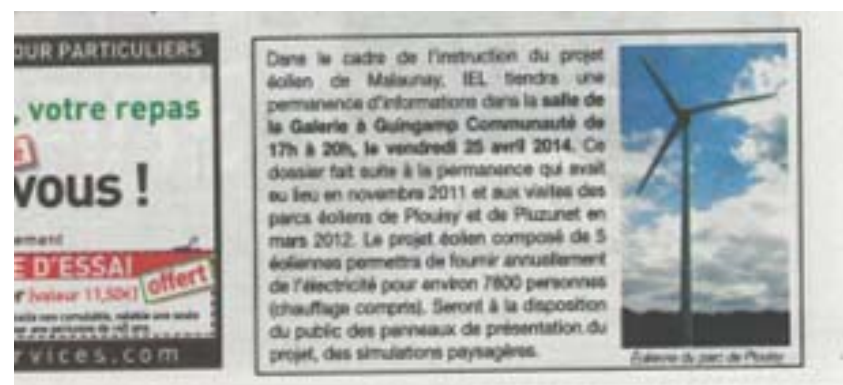 OUR PARTICULIERS
, votre repas
vous !
ement
E D'ESSAI
offert
r (valeur 11,50€)
rvices.com
Dans le cadre de l'instruction du projet
éolien de Malaunay, IEL tiendra une
permanence d'informations dans la salle de
la Galerie à Guingamp Communauté de
17h à 20h, le vendredi 25 avril 2014. Ce
dossier fait suite à la permanence qui avait
eu lieu en novembre 2011 et aux visites des
parcs éoliens de Plouisy et de Pluzunet en
mars 2012. Le projet éolien composé de 5
éoliennes permettra de fournir annuellement
de l'électricité pour environ 7800 personnes
(chauffage compris). Seront à la disposition
du public des panneaux de présentation du
projet, des simulations paysagères.
Éolienne du parc de Plouisy